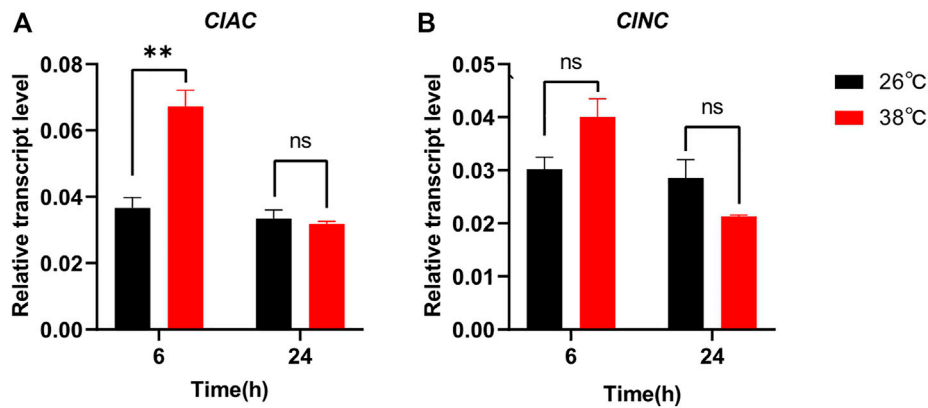 A
CIAC
Relative transcript level
0.08
0.06
0.04
0.02
0.00
**
ns
6
24
Time(h)
B
CINC
Relative transcript level
0.05
0.04
0.03
0.02
0.01
0.00
ns
ns
6
24
Time(h)
26℃
38℃